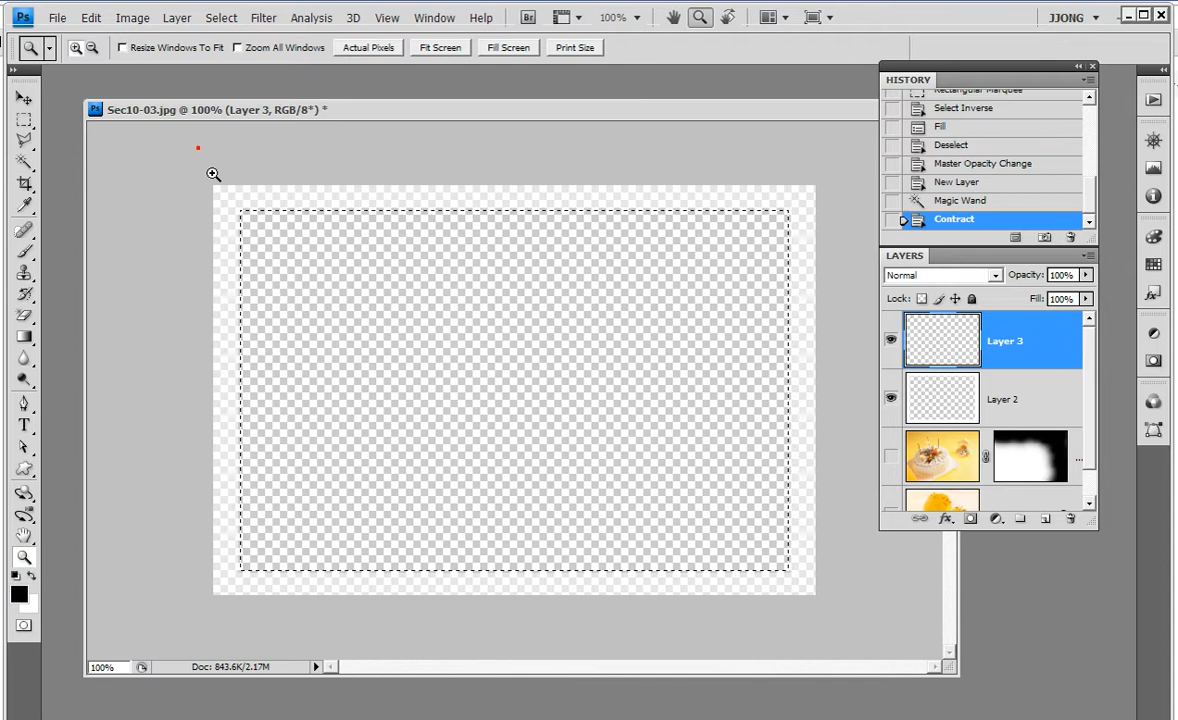 Ps File Edit Image Layer Select Filter Analysis 3D View Window Help Br 100% JJONG
Resize Windows To Fit Zoom All Windows Actual Pixels Fit Screen Fill Screen Print Size
Ps Sec10-03.jpg @ 100% (Layer 3, RGB/8*) *
HISTORY
Rectangular Marquee
Select Inverse
Fill
Deselect
Master Opacity Change
New Layer
Magic Wand
Contract
LAYERS
Normal Opacity: 100%
Lock: Fill: 100%
Layer 3
Layer 2
...
100% Doc: 843.6K/2.17M